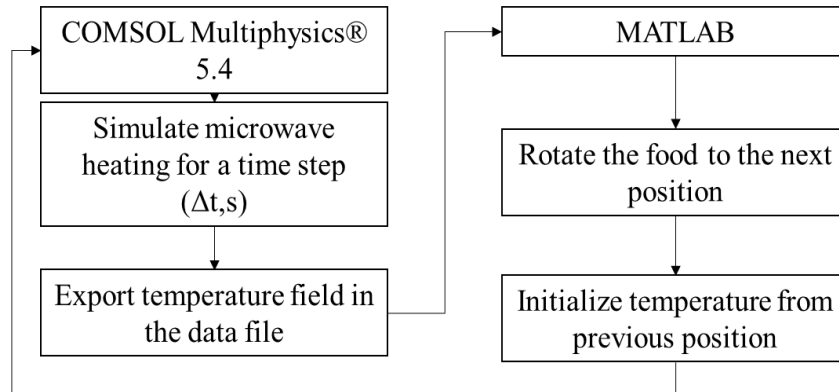 COMSOL Multiphysics®
5.4
Simulate microwave
heating for a time step
(Δt,s)
Export temperature field in
the data file
MATLAB
Rotate the food to the next
position
Initialize temperature from
previous position